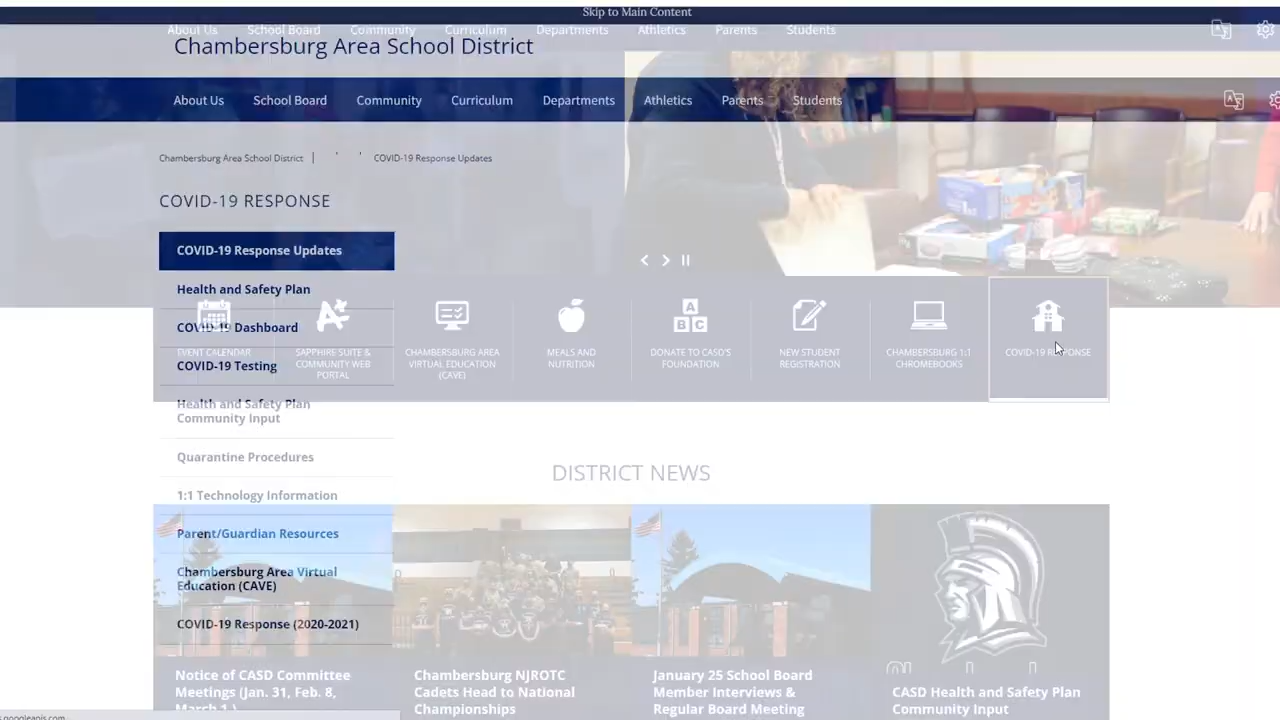 Skip to Main Content
About Us School Board Community Curriculum Departments Athletics Parents Students
Chambersburg Area School District
About Us School Board Community Curriculum Departments Athletics Parents Students
Chambersburg Area School District | COVID-19 Response Updates
COVID-19 RESPONSE
COVID-19 Response Updates
Health and Safety Plan
COVID-19 Dashboard
COVID-19 Testing
Health and Safety Plan
Community Input
Quarantine Procedures
1:1 Technology Information
Parent/Guardian Resources
Chambersburg Area Virtual
Education (CAVE)
COVID-19 Response (2020-2021)
EVENT CALENDAR
SAPPHIRE SUITE &
COMMUNITY WEB
PORTAL
CHAMBERSBURG AREA
VIRTUAL EDUCATION
(CAVE)
MEALS AND
NUTRITION
A
B C
DONATE TO CASD'S
FOUNDATION
NEW STUDENT
REGISTRATION
CHAMBERSBURG 1:1
CHROMEBOOKS
COVID-19 RESPONSE
DISTRICT NEWS
Notice of CASD Committee
Meetings (Jan. 31, Feb. 8,
March 1,)
Chambersburg NJROTC
Cadets Head to National
Championships
January 25 School Board
Member Interviews &
Regular Board Meeting
CASD Health and Safety Plan
Community Input
s.googleapis.com